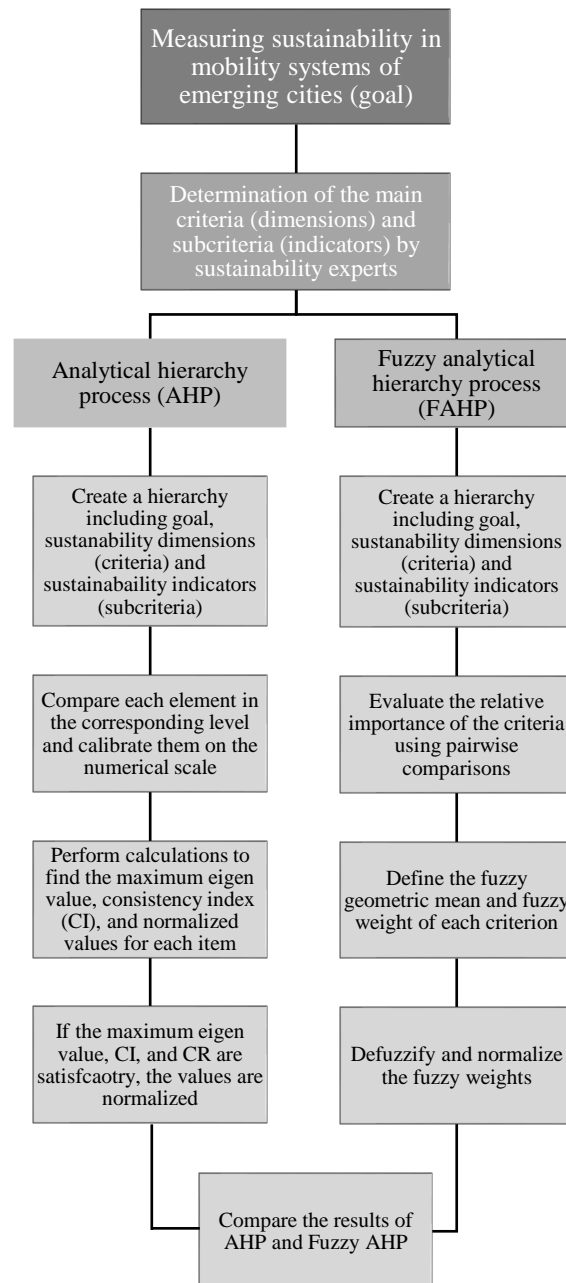 Measuring sustainability in
mobility systems of
emerging cities (goal)
Determination of the main
criteria (dimensions) and
subcriteria (indicators) by
sustainability experts
Analytical hierarchy
process (AHP)
Fuzzy analytical
hierarchy process
(FAHP)
Create a hierarchy
including goal,
sustanability dimensions
(criteria) and
sustainabaility indicators
(subcriteria)
Create a hierarchy
including goal,
sustanability dimensions
(criteria) and
sustainability indicators
(subcriteria)
Compare each element in
the corresponding level
and calibrate them on the
numerical scale
Evaluate the relative
importance of the criteria
using pairwise
comparisons
Perform calculations to
find the maximum eigen
value, consistency index
(CI), and normalized
values for each item
Define the fuzzy
geometric mean and fuzzy
weight of each criterion
If the maximum eigen
value, CI, and CR are
satisfcaotry, the values are
normalized
Defuzzify and normalize
the fuzzy weights
Compare the results of
AHP and Fuzzy AHP